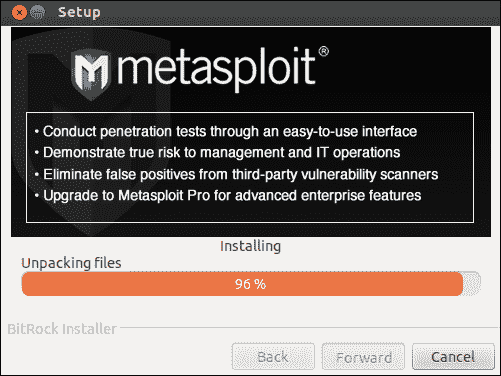 Setup
metasploit®
• Conduct penetration tests through an easy-to-use interface
• Demonstrate true risk to management and IT operations
• Eliminate false positives from third-party vulnerability scanners
• Upgrade to Metasploit Pro for advanced enterprise features
Installing
Unpacking files
96 %
BitRock Installer
Back Forward Cancel